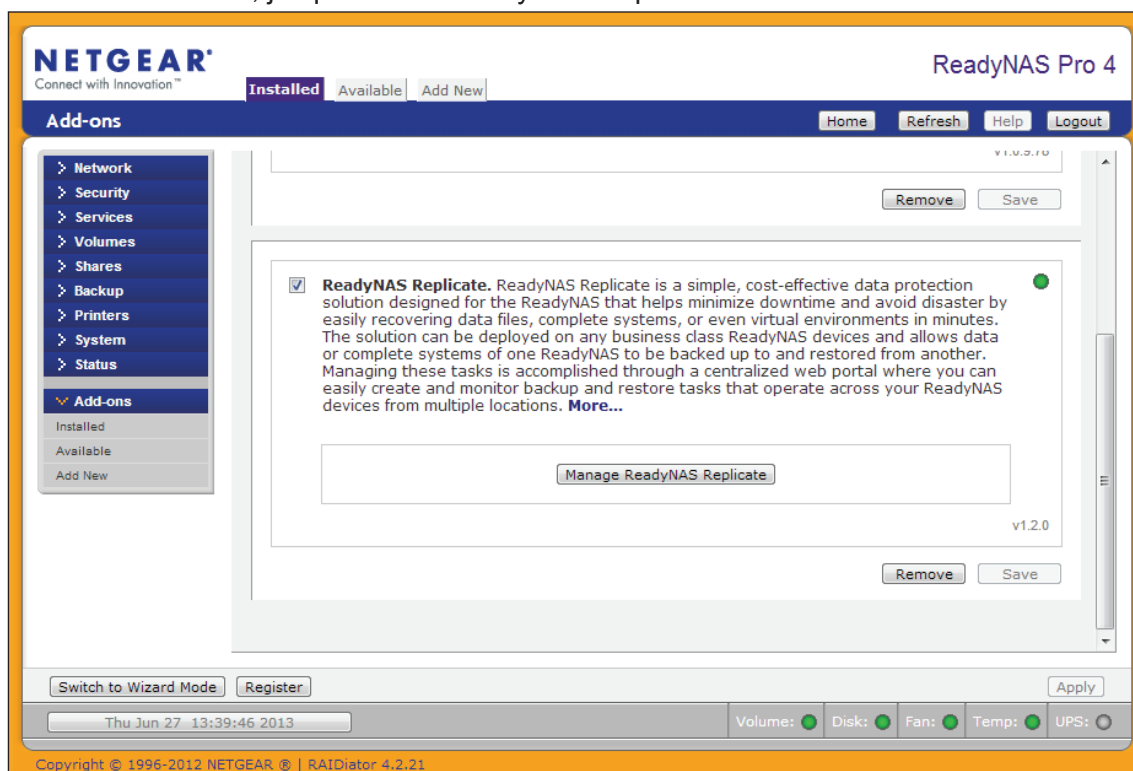 NETGEAR®
Connect with Innovation™
ReadyNAS Pro 4
Installed Available Add New
Add-ons
Home Refresh Help Logout
Network
Security
Services
Volumes
Shares
Backup
Printers
System
Status
Add-ons
Installed
Available
Add New
Remove Save
ReadyNAS Replicate. ReadyNAS Replicate is a simple, cost-effective data protection
solution designed for the ReadyNAS that helps minimize downtime and avoid disaster by
easily recovering data files, complete systems, or even virtual environments in minutes.
The solution can be deployed on any business class ReadyNAS devices and allows data
or complete systems of one ReadyNAS to be backed up to and restored from another.
Managing these tasks is accomplished through a centralized web portal where you can
easily create and monitor backup and restore tasks that operate across your ReadyNAS
devices from multiple locations. More...
Manage ReadyNAS Replicate
v1.2.0
Remove Save
Switch to Wizard Mode Register Apply
Thu Jun 27 13:39:46 2013
Volume: Disk: Fan: Temp: UPS:
Copyright © 1996-2012 NETGEAR ® | RAIDiator 4.2.21